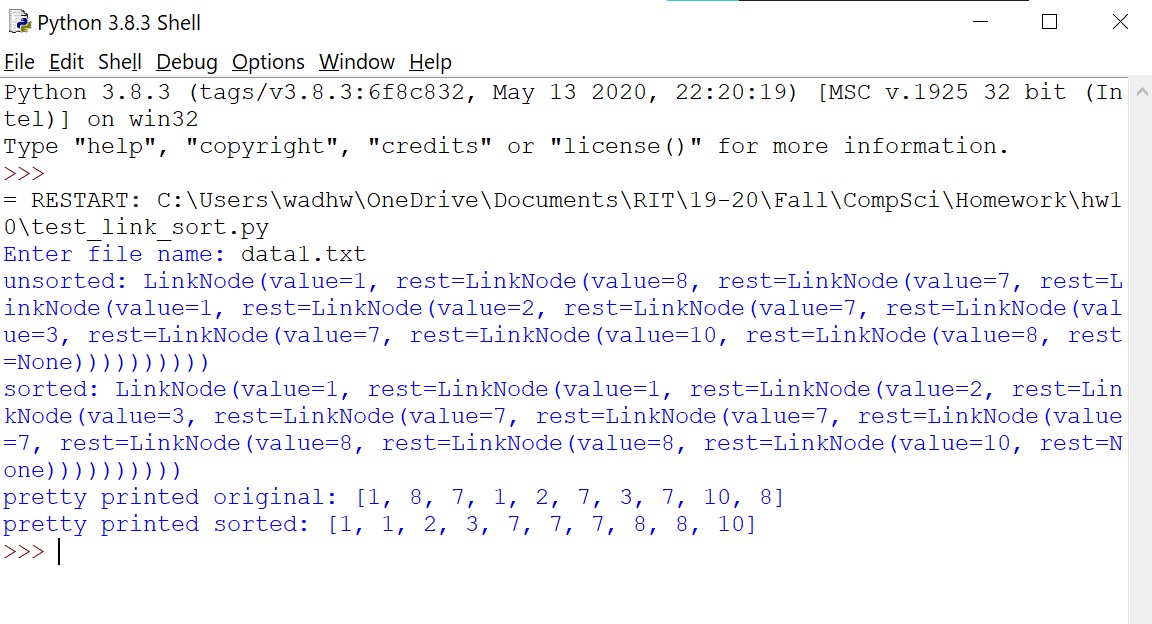 Python 3.8.3 Shell
File Edit Shell Debug Options Window Help
Python 3.8.3 (tags/v3.8.3:6f8c832, May 13 2020, 22:20:19) [MSC v.1925 32 bit (In
tel)] on win32
Type "help", "copyright", "credits" or "license()" for more information.
>>>
= RESTART: C:\Users\wadhw\OneDrive\Documents\RIT\19-20\Fall\CompSci\Homework\hw1
0\test_link_sort.py
Enter file name: data1.txt
unsorted: LinkNode(value=1, rest=LinkNode(value=8, rest=LinkNode(value=7, rest=L
inkNode(value=1, rest=LinkNode(value=2, rest=LinkNode(value=7, rest=LinkNode(val
ue=3, rest=LinkNode(value=7, rest=LinkNode(value=10, rest=LinkNode(value=8, rest
=None))))))))))
sorted: LinkNode(value=1, rest=LinkNode(value=1, rest=LinkNode(value=2, rest=Lin
kNode(value=3, rest=LinkNode(value=7, rest=LinkNode(value=7, rest=LinkNode(value
=7, rest=LinkNode(value=8, rest=LinkNode(value=8, rest=LinkNode(value=10, rest=N
one))))))))))
pretty printed original: [1, 8, 7, 1, 2, 7, 3, 7, 10, 8]
pretty printed sorted: [1, 1, 2, 3, 7, 7, 7, 8, 8, 10]
>>>